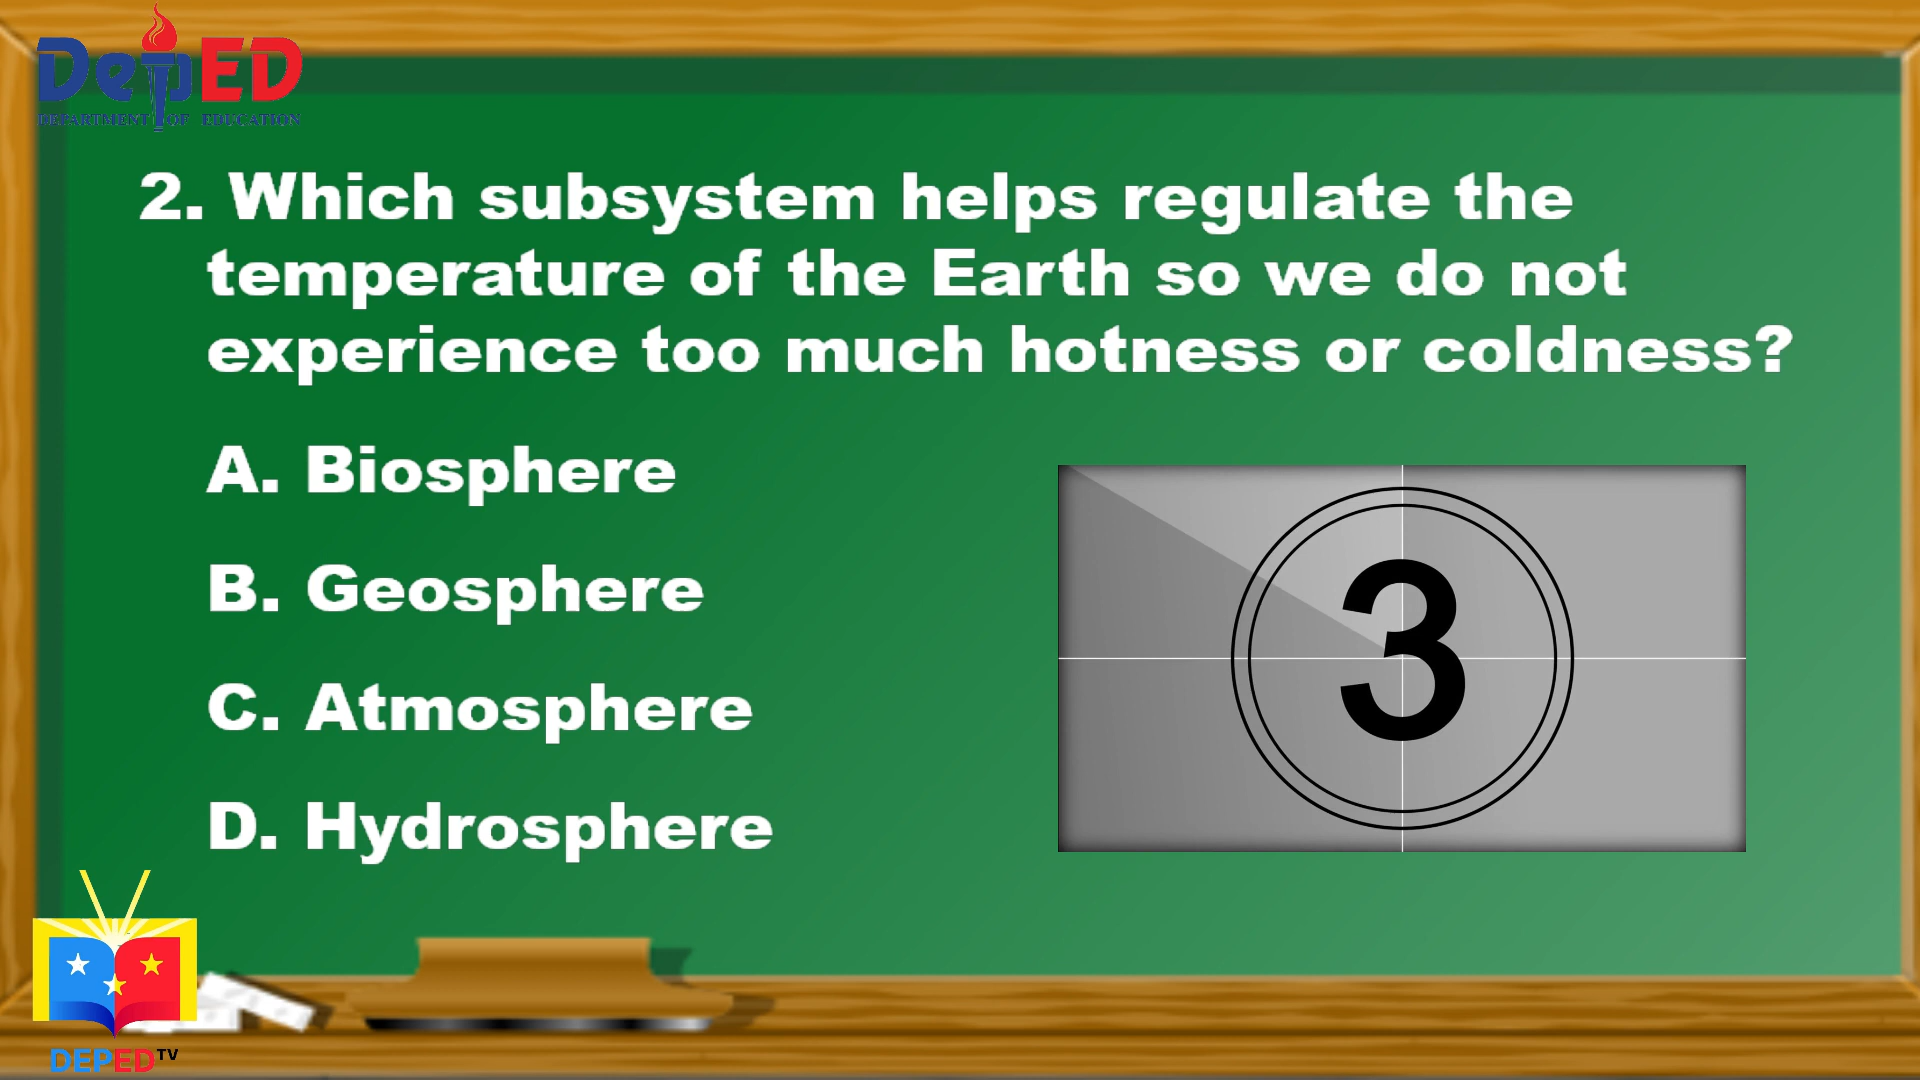 DepED
DEPARTMENT OF EDUCATION
2. Which subsystem helps regulate the
temperature of the Earth so we do not
experience too much hotness or coldness?
A. Biosphere
B. Geosphere
C. Atmosphere
D. Hydrosphere
3
DEPED TV